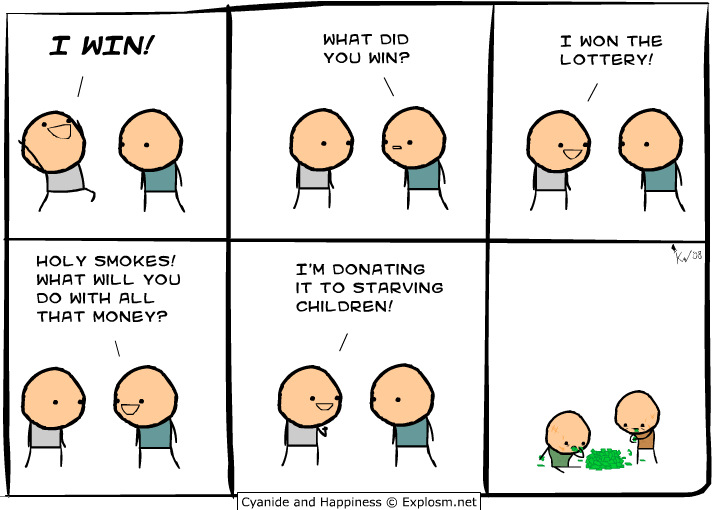 I WIN!
WHAT DID
YOU WIN?
I WON THE
LOTTERY!
HOLY SMOKES!
WHAT WILL YOU
DO WITH ALL
THAT MONEY?
I'M DONATING
IT TO STARVING
CHILDREN!
Cyanide and Happiness © Explosm.net